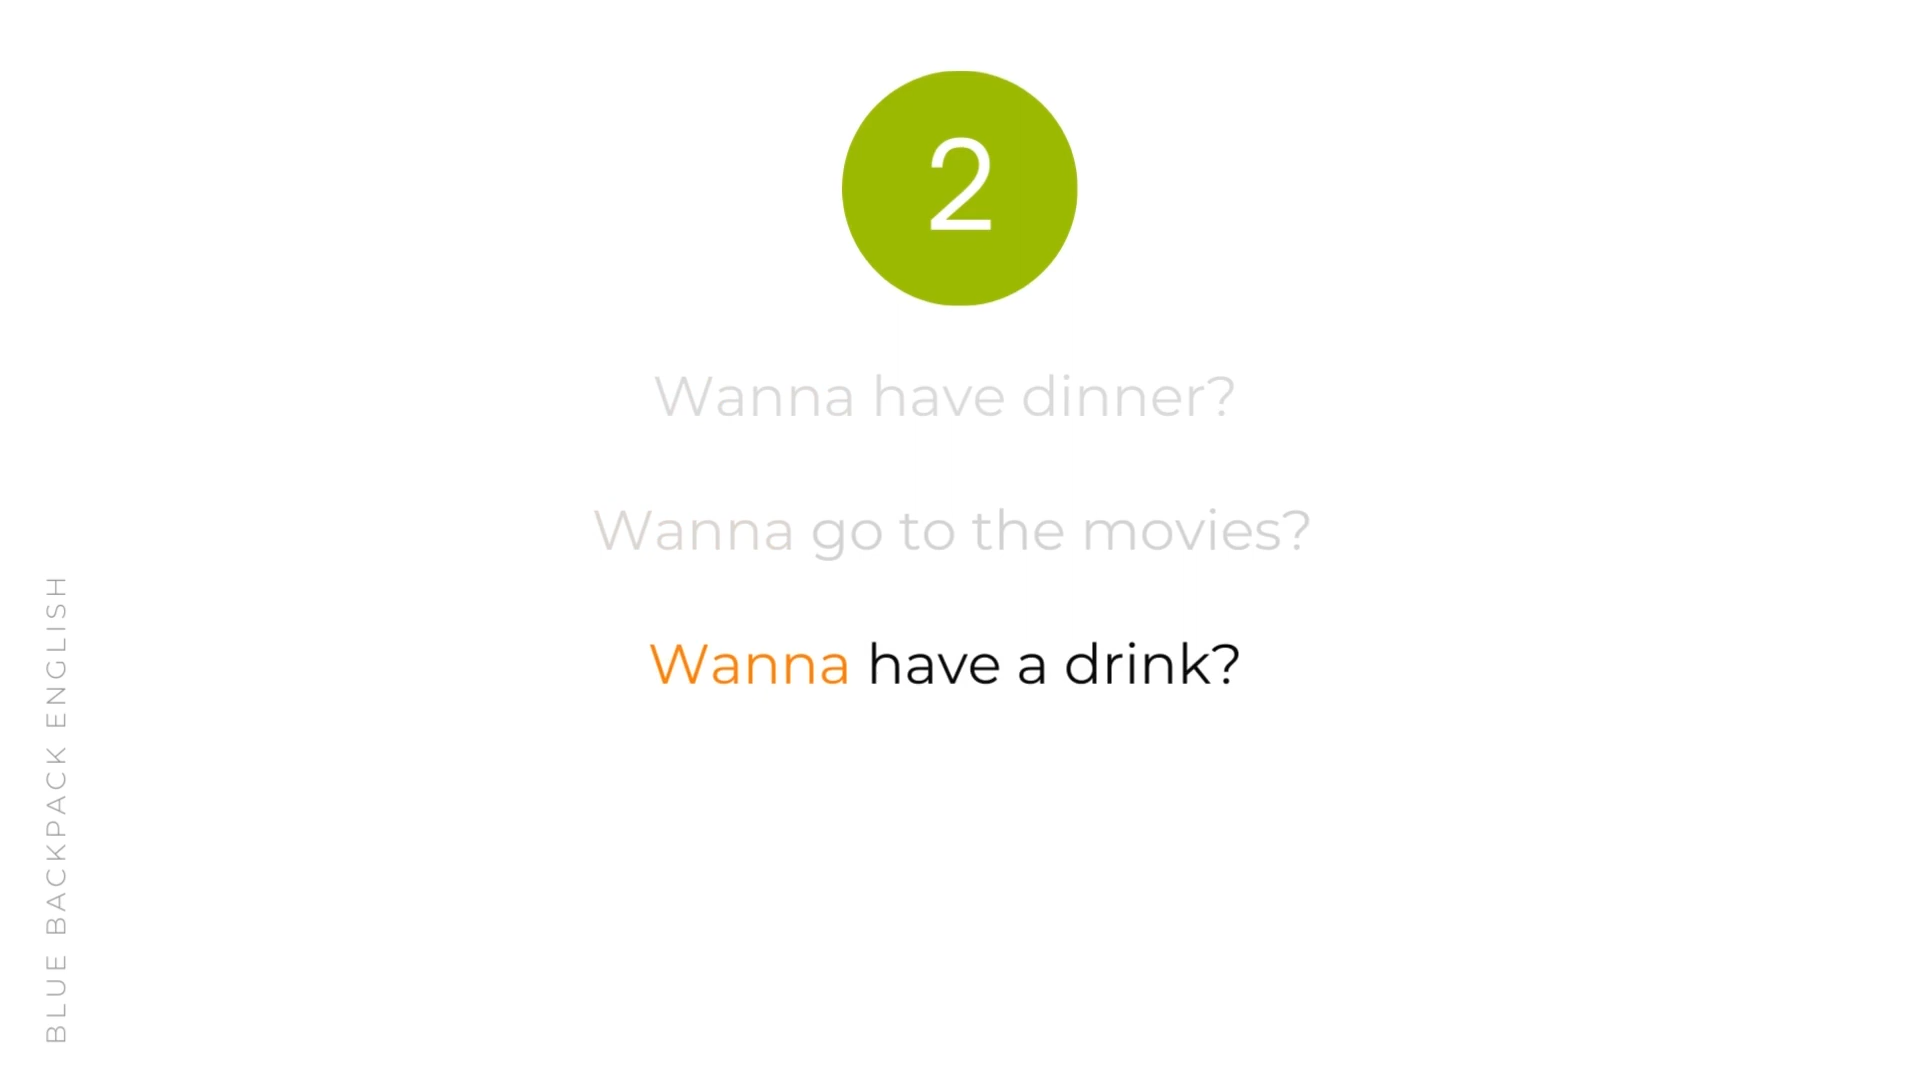 2
Wanna have dinner?
Wanna go to the movies?
Wanna have a drink?
BLUE BACKPACK ENGLISH